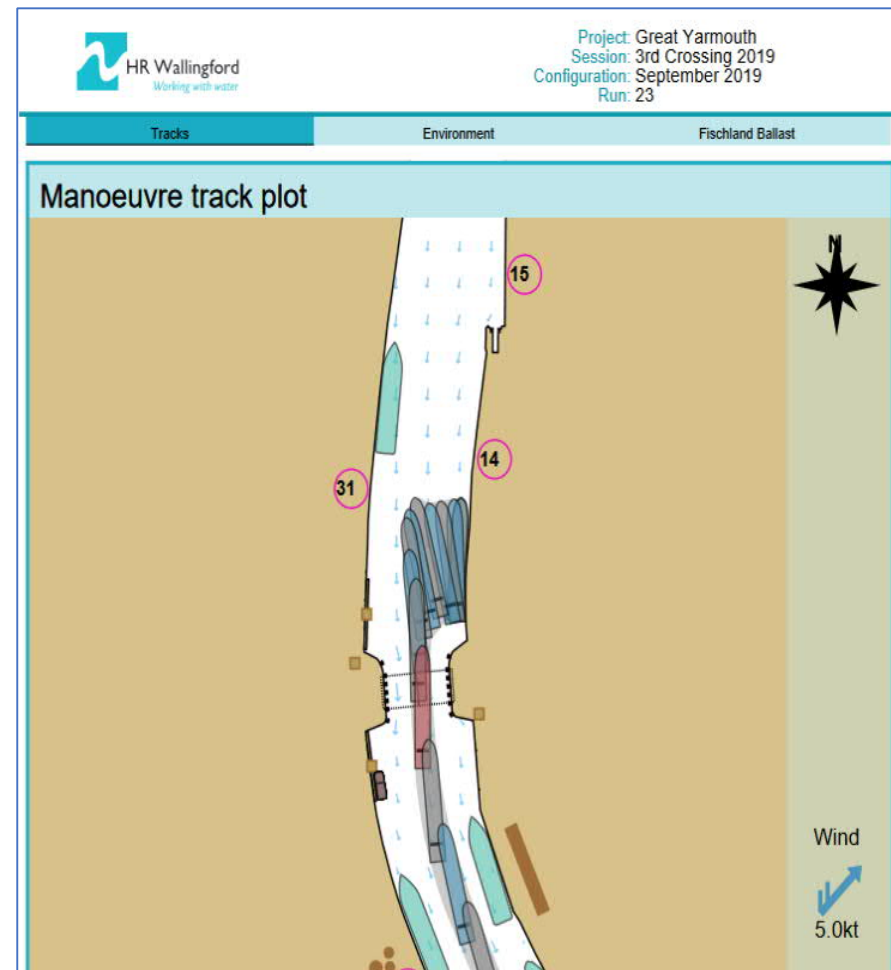 HR Wallingford
Working with water
Project: Great Yarmouth
Session: 3rd Crossing 2019
Configuration: September 2019
Run: 23
Tracks Environment Fischland Ballast
Manoeuvre track plot
N
15
14
31
Wind
5.0kt